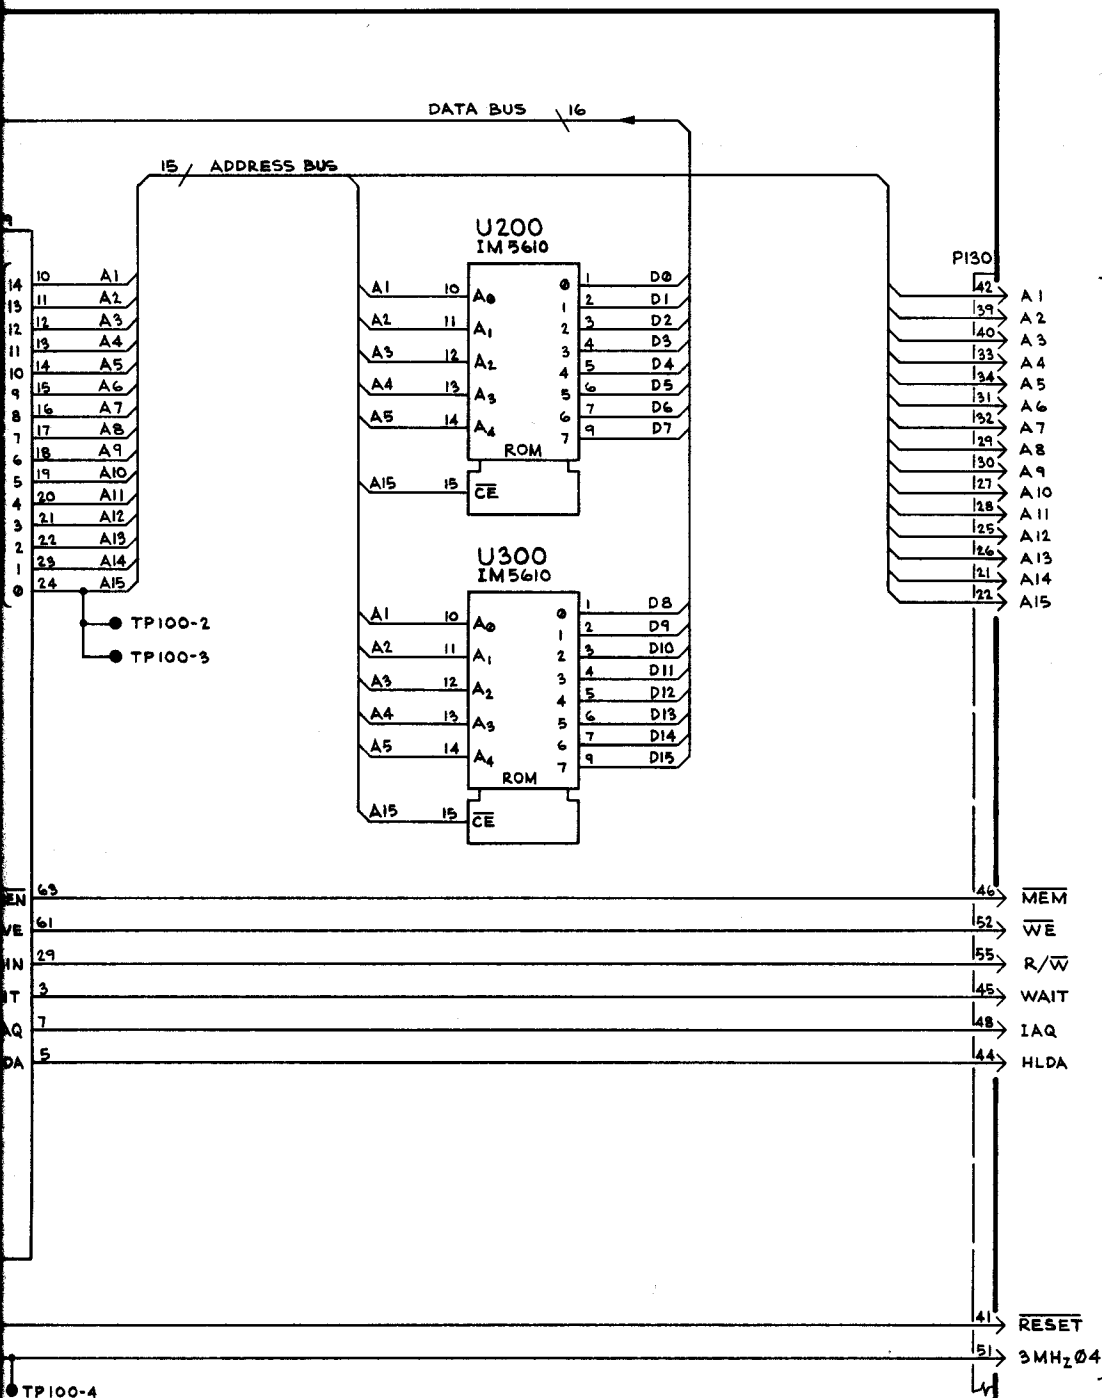 DATA BUS 16
15 ADDRESS BUS
U200
IM5610
P130
14 10 A1
13 11 A2
12 12 A3
11 13 A4
10 14 A5
9 15 A6
8 16 A7
7 17 A8
6 18 A9
5 19 A10
4 20 A11
3 21 A12
2 22 A13
1 23 A14
0 24 A15
TP100-2
TP100-3
A1 10 A0
A2 11 A1
A3 12 A2
A4 13 A3
A5 14 A4
ROM
A15 15 CE
0 1 D0
1 2 D1
2 3 D2
3 4 D3
4 5 D4
5 6 D5
6 7 D6
7 9 D7
U300
IM5610
A1 10 A0
A2 11 A1
A3 12 A2
A4 13 A3
A5 14 A4
ROM
A15 15 CE
0 1 D8
1 2 D9
2 3 D10
3 4 D11
4 5 D12
5 6 D13
6 7 D14
7 9 D15
42 A1
39 A2
40 A3
33 A4
34 A5
31 A6
32 A7
29 A8
30 A9
27 A10
28 A11
25 A12
26 A13
21 A14
22 A15
EN 63 46 MEM
WE 61 52 WE
IN 29 55 R/W
IT 3 45 WAIT
AQ 7 48 IAQ
DA 5 44 HLDA
41 RESET
51 3MHzØ4
TP100-4